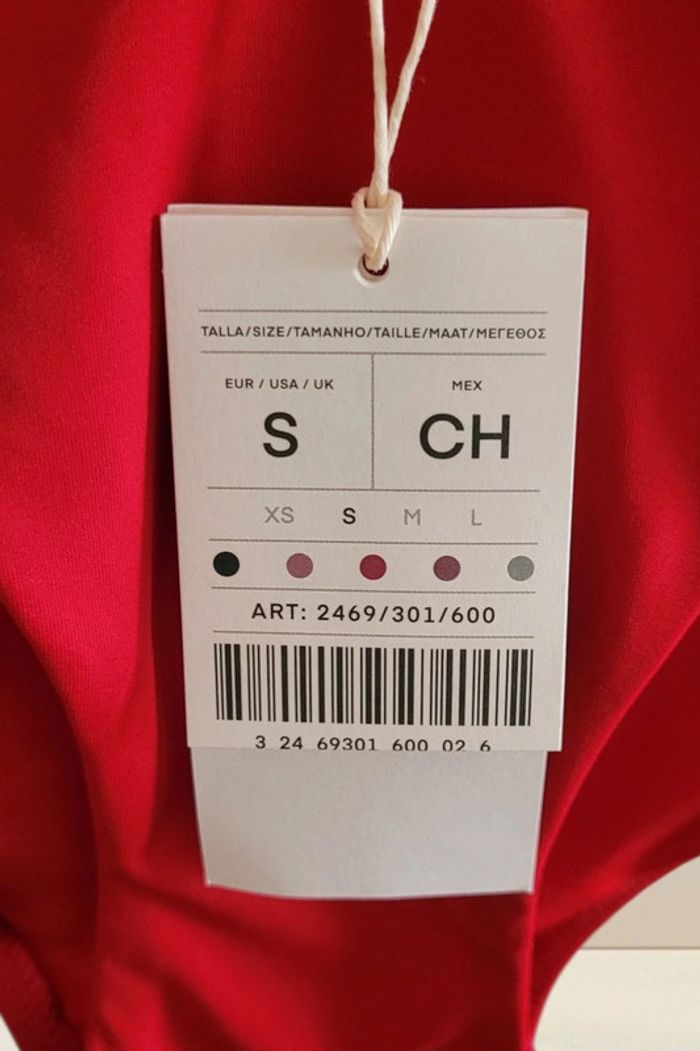 TALLA/SIZE/TAMANHO/TAILLE/MAAT/ΜΕΓΕΘΟΣ
EUR / USA / UK
MEX
S
CH
XS S M L
ART: 2469/301/600
3 24 69301 600 02 6